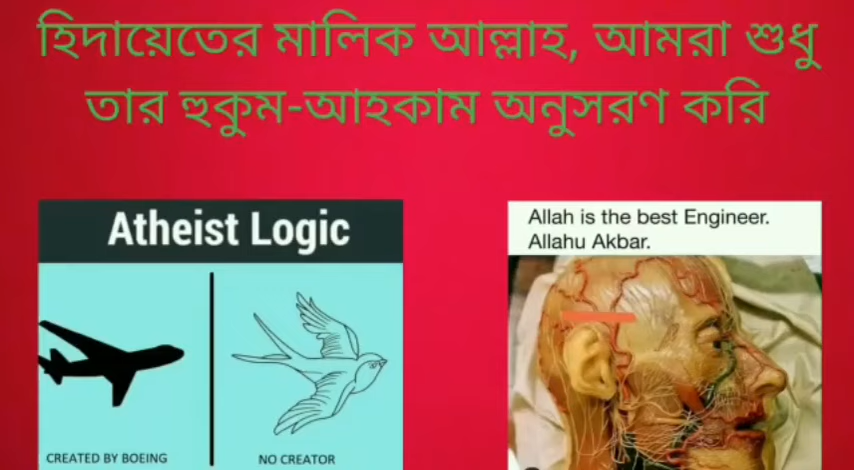 হিদায়েতের মালিক আল্লাহ, আমরা শুধু
তার হুকুম-আহকাম অনুসরণ করি
Atheist Logic
CREATED BY BOEING
NO CREATOR
Allah is the best Engineer.
Allahu Akbar.